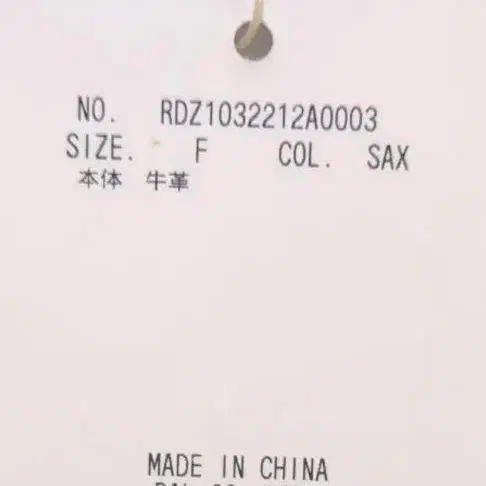 NO. RDZ1032212A0003
SIZE. F COL. SAX
本体 牛革
MADE IN CHINA